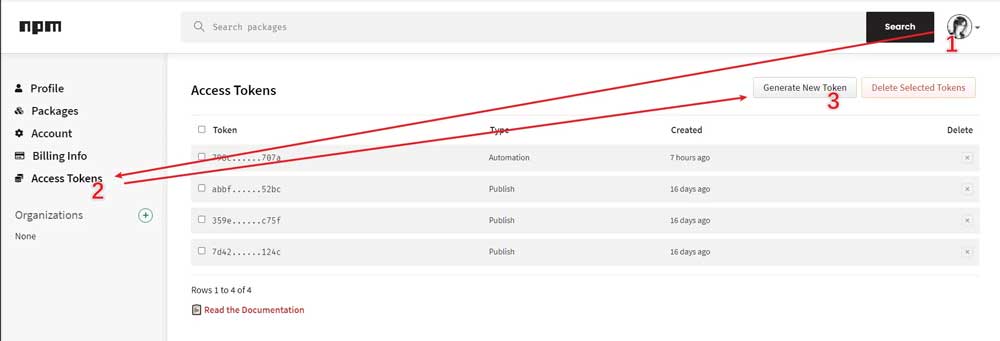 npm
Search packages
Search
1
Profile
Packages
Account
Billing Info
Access Tokens
2
Organizations
None
Access Tokens
Generate New Token
3
Delete Selected Tokens
Token Type Created Delete
798c......707a Automation 7 hours ago
abbf......52bc Publish 16 days ago
359e......c75f Publish 16 days ago
7d42......124c Publish 16 days ago
Rows 1 to 4 of 4
Read the Documentation